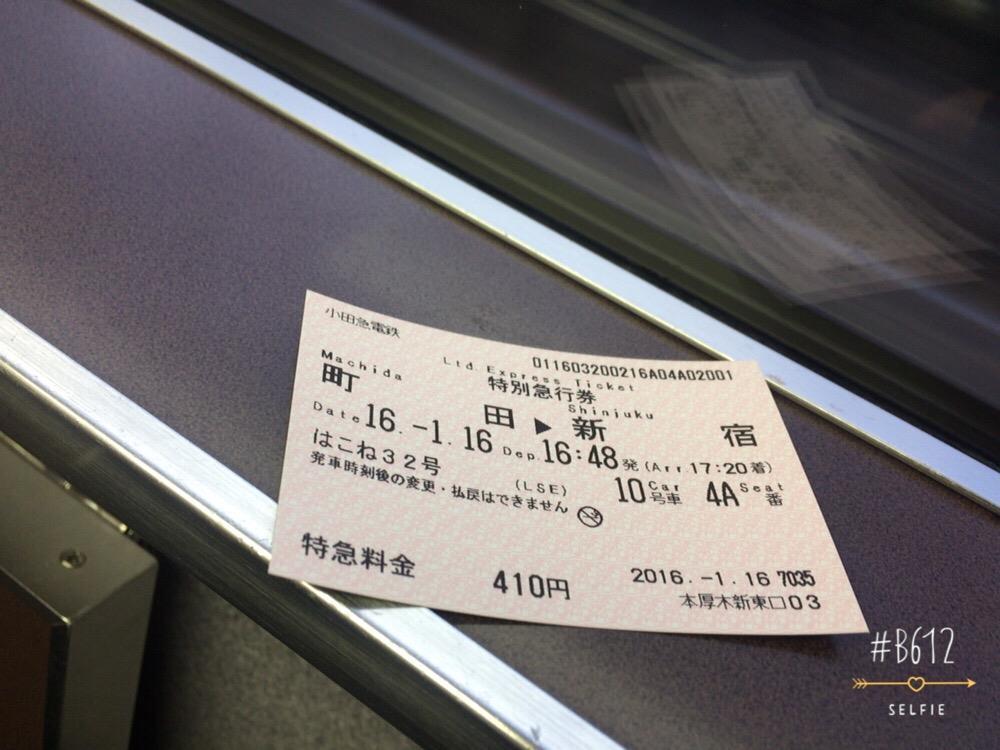 小田急電鉄
011603200216A04A02001
Ltd. Express Ticket
特別急行券
Machida Shinjuku
町田▶新宿
Date 16.-1.16 Dep. 16:48発 (Arr. 17:20着)
はこね32号 (LSE) 10 Car 号車 4A Seat 番
発車時刻後の変更・払戻はできません
特急料金 410円
2016.-1.16 7035
本厚木新東口03
#B612
SELFIE